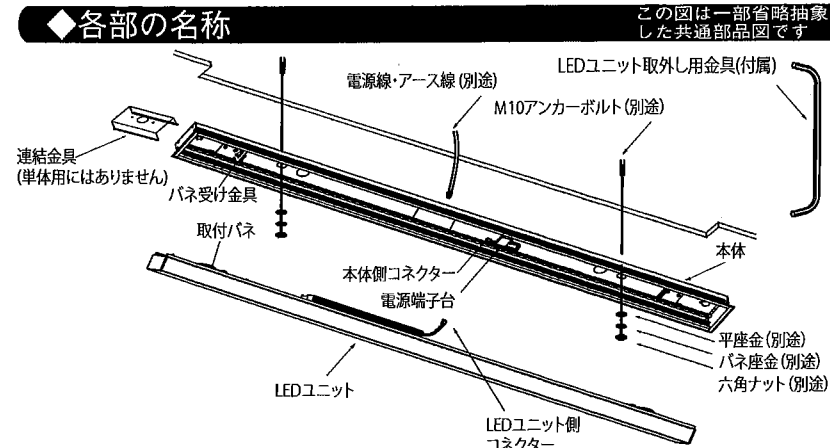 ◆各部の名称
この図は一部省略抽象
した共通部品図です
電源線・アース線(別途)
LEDユニット取外し用金具(付属)
M10アンカーボルト(別途)
連結金具
(単体用にはありません)
バネ受け金具
取付バネ
本体
本体側コネクター
電源端子台
平座金(別途)
バネ座金(別途)
六角ナット(別途)
LEDユニット
LEDユニット側
コネクター